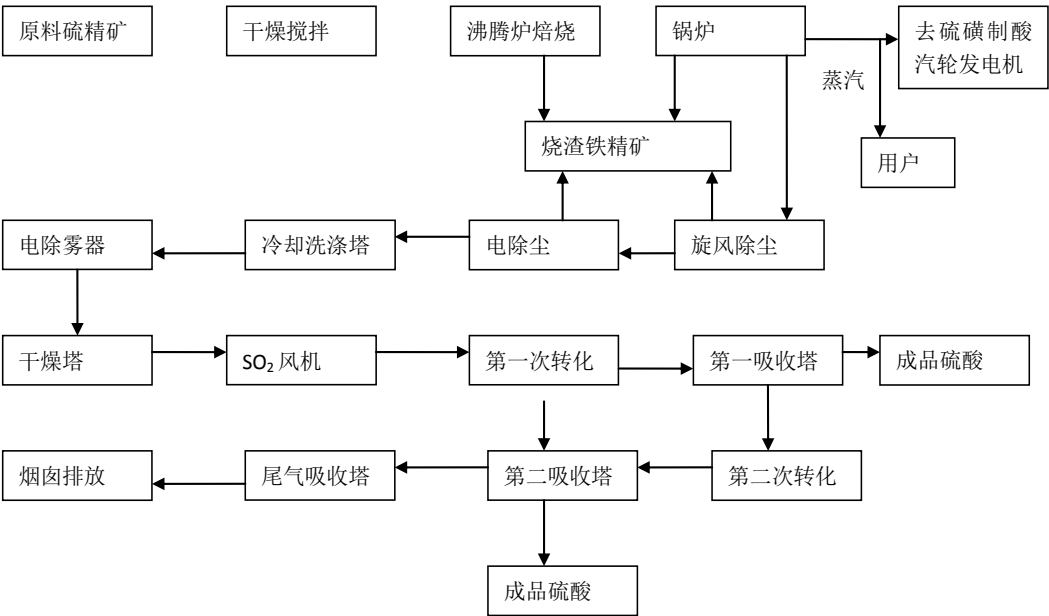 原料硫精矿
干燥搅拌
沸腾炉焙烧
锅炉
去硫磺制酸
汽轮发电机
蒸汽
烧渣铁精矿
用户
电除雾器
冷却洗涤塔
电除尘
旋风除尘
干燥塔
SO₂风机
第一次转化
第一吸收塔
成品硫酸
烟囱排放
尾气吸收塔
第二吸收塔
第二次转化
成品硫酸